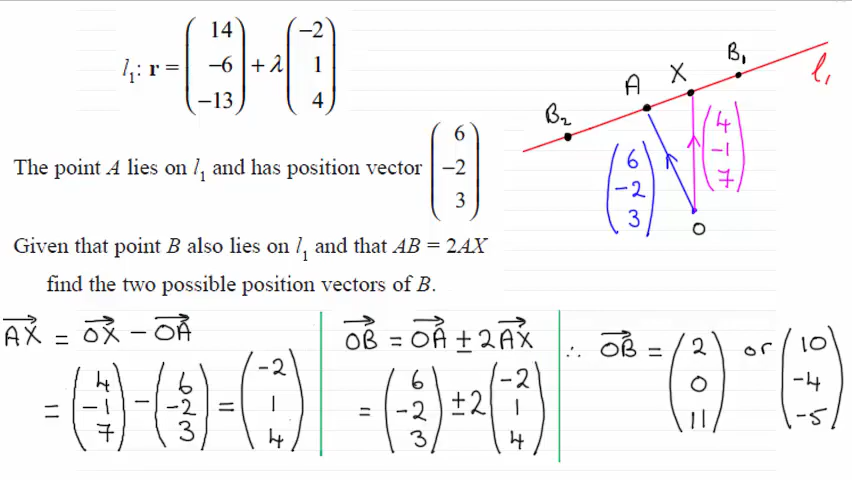 l₁: r = (14, −6, −13) + λ(−2, 1, 4)
The point A lies on l₁ and has position vector (6, −2, 3)
Given that point B also lies on l₁ and that AB = 2AX
find the two possible position vectors of B.
B₂ A X B₁ l₁
(6, −2, 3) (4, −1, 7)
O
AX⃗ = OX⃗ − OA⃗
= (4, −1, 7) − (6, −2, 3) = (−2, 1, 4)
OB⃗ = OA⃗ ± 2AX⃗
= (6, −2, 3) ± 2(−2, 1, 4)
∴ OB⃗ = (2, 0, 11) or (10, −4, −5)